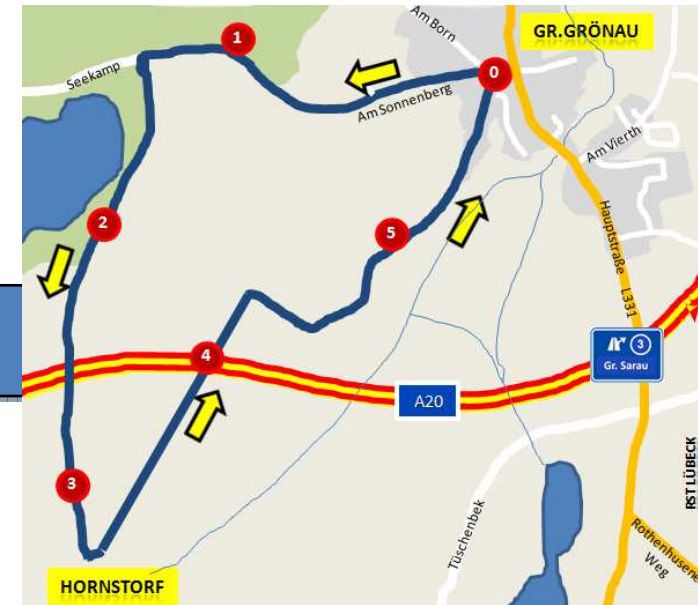 Am Born
GR.GRÖNAU
1
0
Seekamp
Am Sonnenberg
Am Vierth
2
5
Hauptstraße L331
3
Gr. Sarau
4
A20
3
RST LÜBECK
Tüschenbek
Rothenhusene
Weg
HORNSTORF